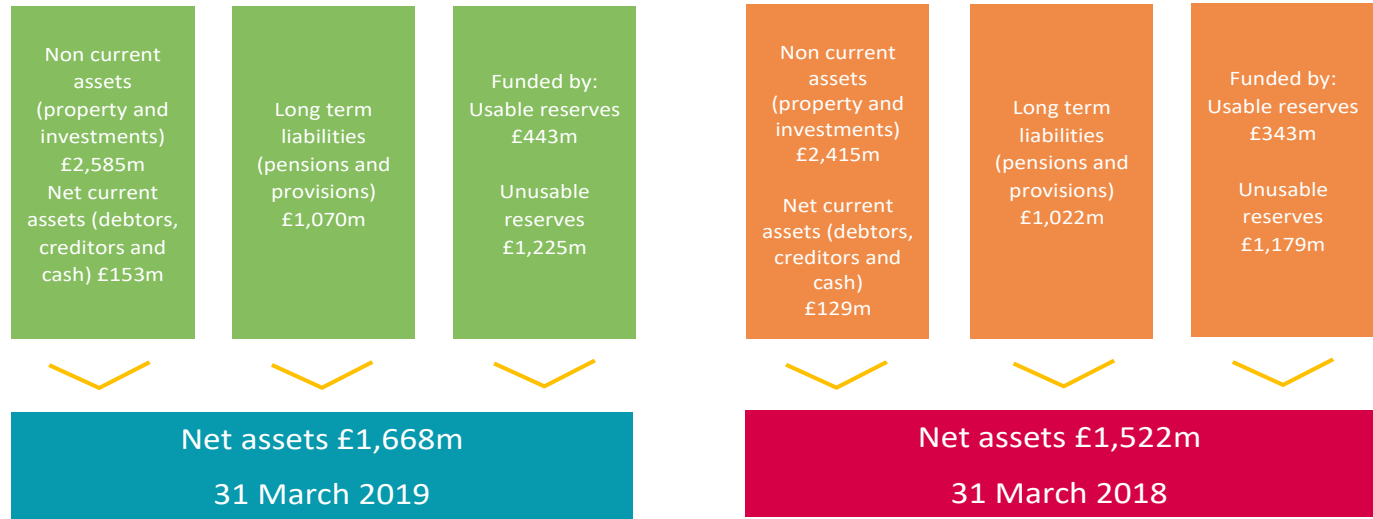 Non current
assets
(property and
investments)
£2,585m
Net current
assets (debtors,
creditors and
cash) £153m
Long term
liabilities
(pensions and
provisions)
£1,070m
Funded by:
Usable reserves
£443m
Unusable
reserves
£1,225m
Net assets £1,668m
31 March 2019
Non current
assets
(property and
investments)
£2,415m
Net current
assets (debtors,
creditors and
cash)
£129m
Long term
liabilities
(pensions and
provisions)
£1,022m
Funded by:
Usable reserves
£343m
Unusable
reserves
£1,179m
Net assets £1,522m
31 March 2018